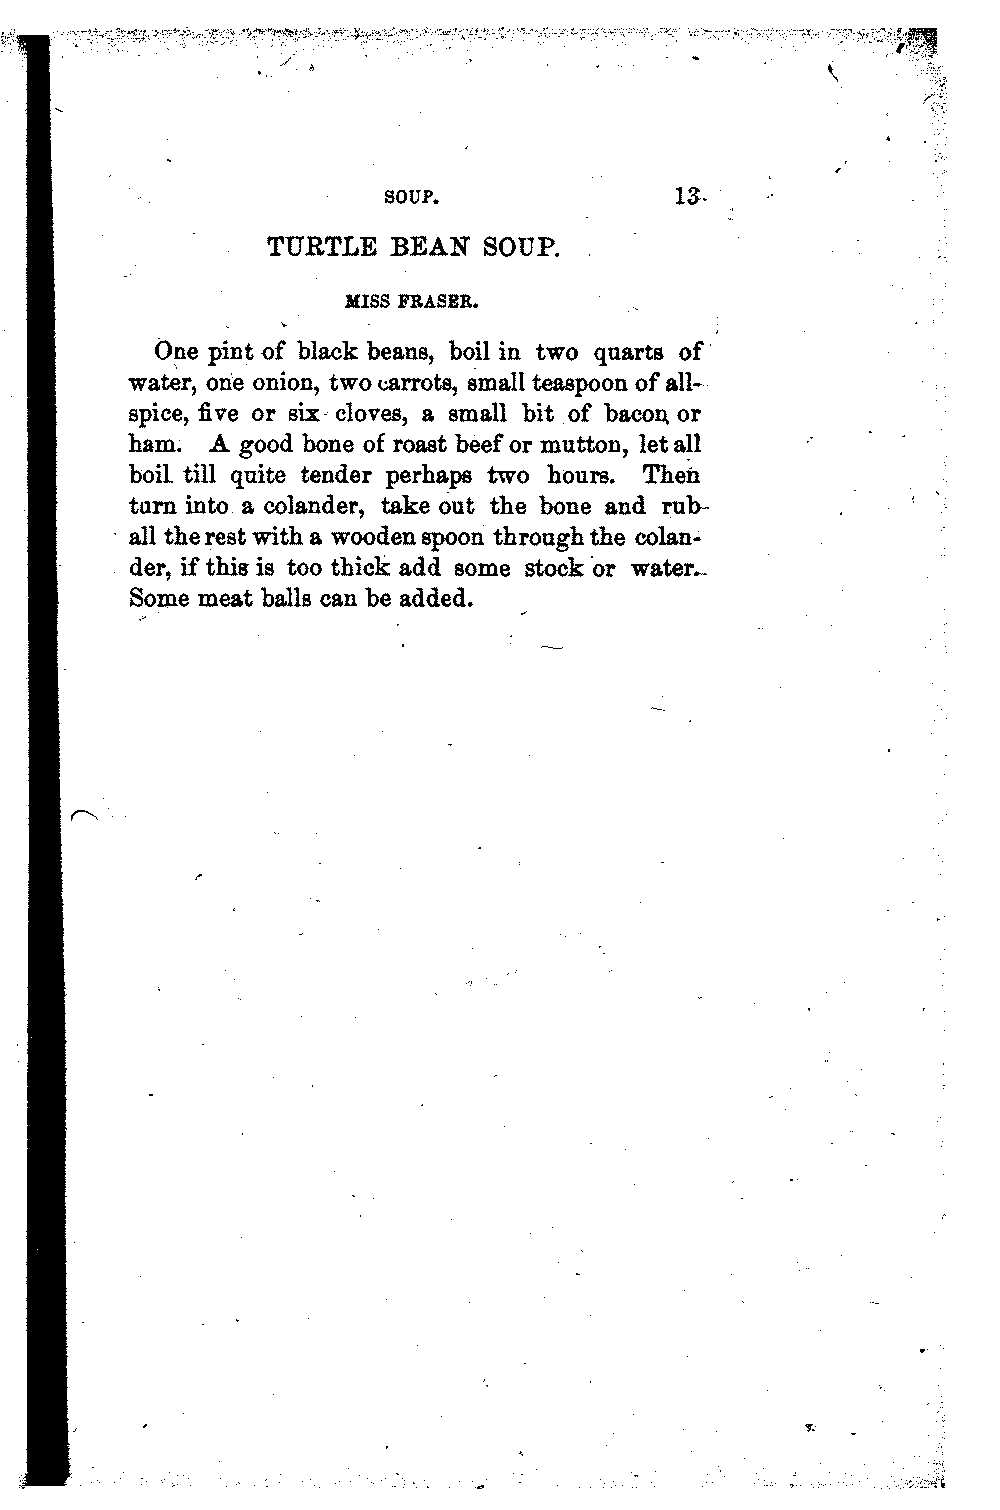 SOUP. 13
TURTLE BEAN SOUP.
MISS FRASER.
One pint of black beans, boil in two quarts of
water, one onion, two carrots, small teaspoon of all-
spice, five or six cloves, a small bit of bacon or
ham. A good bone of roast beef or mutton, let all
boil till quite tender perhaps two hours. Then
turn into a colander, take out the bone and rub
all the rest with a wooden spoon through the colan-
der, if this is too thick add some stock or water.
Some meat balls can be added.